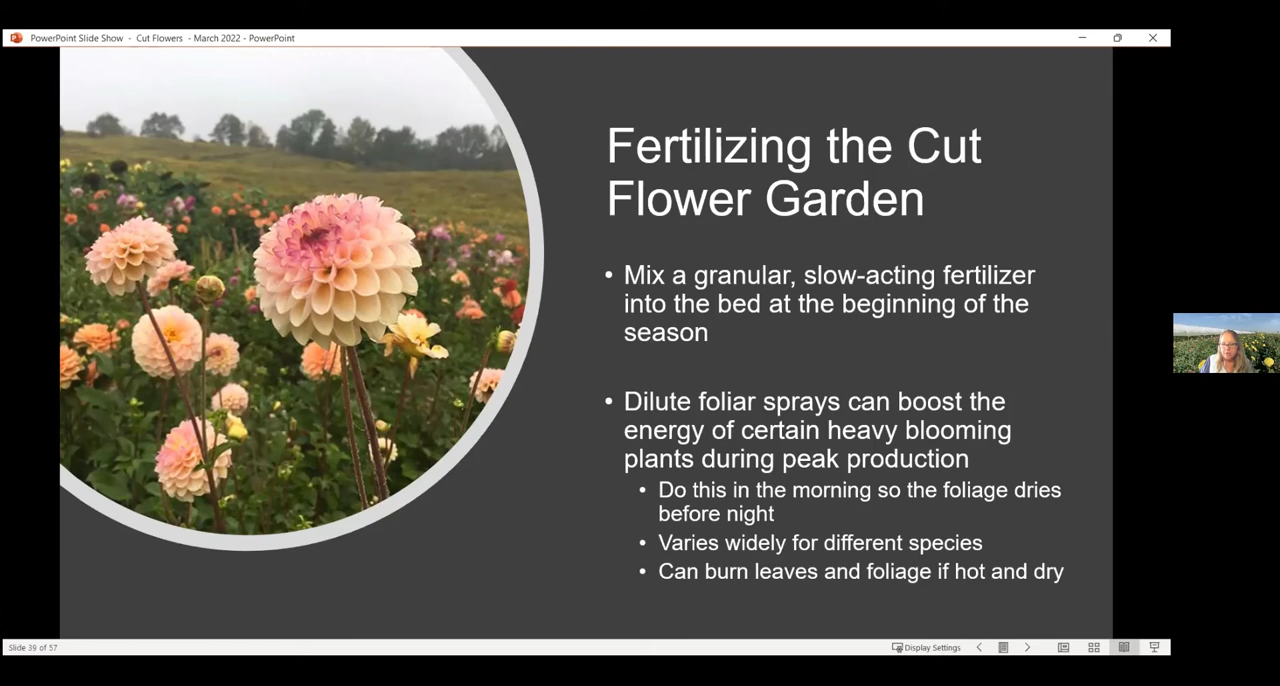 PowerPoint Slide Show - Cut Flowers - March 2022 - PowerPoint
Fertilizing the Cut
Flower Garden
• Mix a granular, slow-acting fertilizer
into the bed at the beginning of the
season
• Dilute foliar sprays can boost the
energy of certain heavy blooming
plants during peak production
• Do this in the morning so the foliage dries
before night
• Varies widely for different species
• Can burn leaves and foliage if hot and dry
Slide 39 of 57
Display Settings